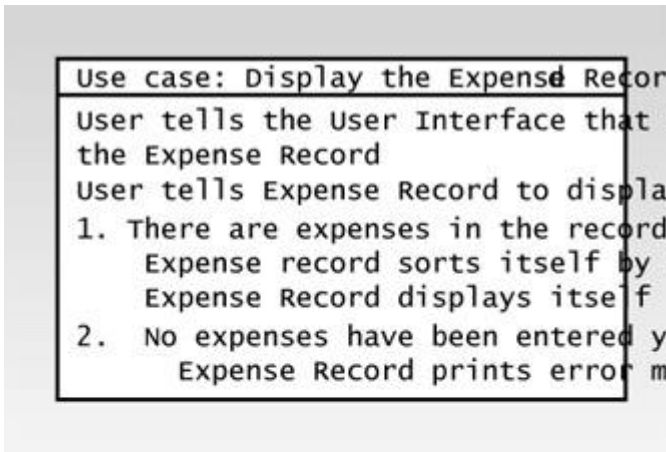 Use case: Display the Expense Recor
User tells the User Interface that
the Expense Record
User tells Expense Record to displa
1. There are expenses in the record
Expense record sorts itself by
Expense Record displays itself
2. No expenses have been entered y
Expense Record prints error m